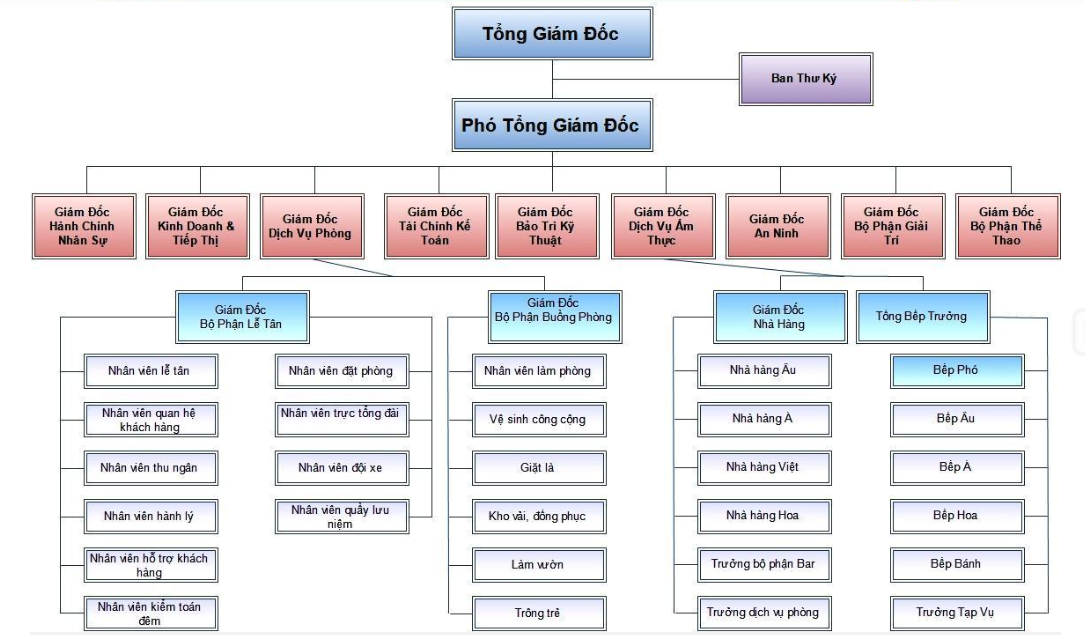 Tổng Giám Đốc
Ban Thư Ký
Phó Tổng Giám Đốc
Giám Đốc
Hành Chính
Nhân Sự
Giám Đốc
Kinh Doanh &
Tiếp Thị
Giám Đốc
Dịch Vụ Phòng
Giám Đốc
Tài Chính Kế
Toán
Giám Đốc
Bảo Trì Kỹ
Thuật
Giám Đốc
Dịch Vụ Ẩm
Thực
Giám Đốc
An Ninh
Giám Đốc
Bộ Phận Giải
Trí
Giám Đốc
Bộ Phận Thể
Thao
Giám Đốc
Bộ Phận Lễ Tân
Giám Đốc
Bộ Phận Buồng Phòng
Giám Đốc
Nhà Hàng
Tổng Bếp Trưởng
Nhân viên lễ tân
Nhân viên quan hệ
khách hàng
Nhân viên thu ngân
Nhân viên hành lý
Nhân viên hỗ trợ khách
hàng
Nhân viên kiểm toán
đêm
Nhân viên đặt phòng
Nhân viên trực tổng đài
Nhân viên đội xe
Nhân viên quầy lưu
niệm
Nhân viên làm phòng
Vệ sinh công cộng
Giặt là
Kho vải, đồng phục
Làm vườn
Trông trẻ
Nhà hàng Âu
Nhà hàng Á
Nhà hàng Việt
Nhà hàng Hoa
Trưởng bộ phận Bar
Trưởng dịch vụ phòng
Bếp Phó
Bếp Âu
Bếp Á
Bếp Hoa
Bếp Bánh
Trưởng Tạp Vụ